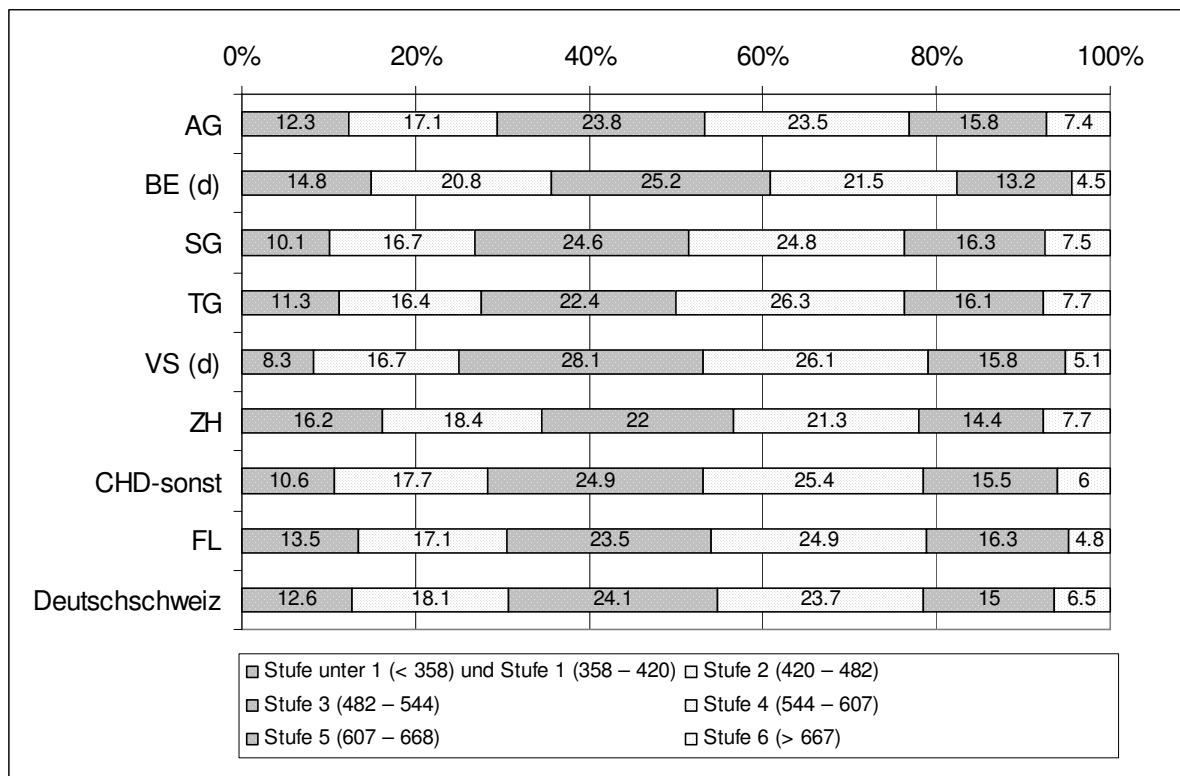 0% 20% 40% 60% 80% 100%
AG 12.3 17.1 23.8 23.5 15.8 7.4
BE (d) 14.8 20.8 25.2 21.5 13.2 4.5
SG 10.1 16.7 24.6 24.8 16.3 7.5
TG 11.3 16.4 22.4 26.3 16.1 7.7
VS (d) 8.3 16.7 28.1 26.1 15.8 5.1
ZH 16.2 18.4 22 21.3 14.4 7.7
CHD-sonst 10.6 17.7 24.9 25.4 15.5 6
FL 13.5 17.1 23.5 24.9 16.3 4.8
Deutschschweiz 12.6 18.1 24.1 23.7 15 6.5
Stufe unter 1 (< 358) und Stufe 1 (358 – 420) Stufe 2 (420 – 482)
Stufe 3 (482 – 544) Stufe 4 (544 – 607)
Stufe 5 (607 – 668) Stufe 6 (> 667)